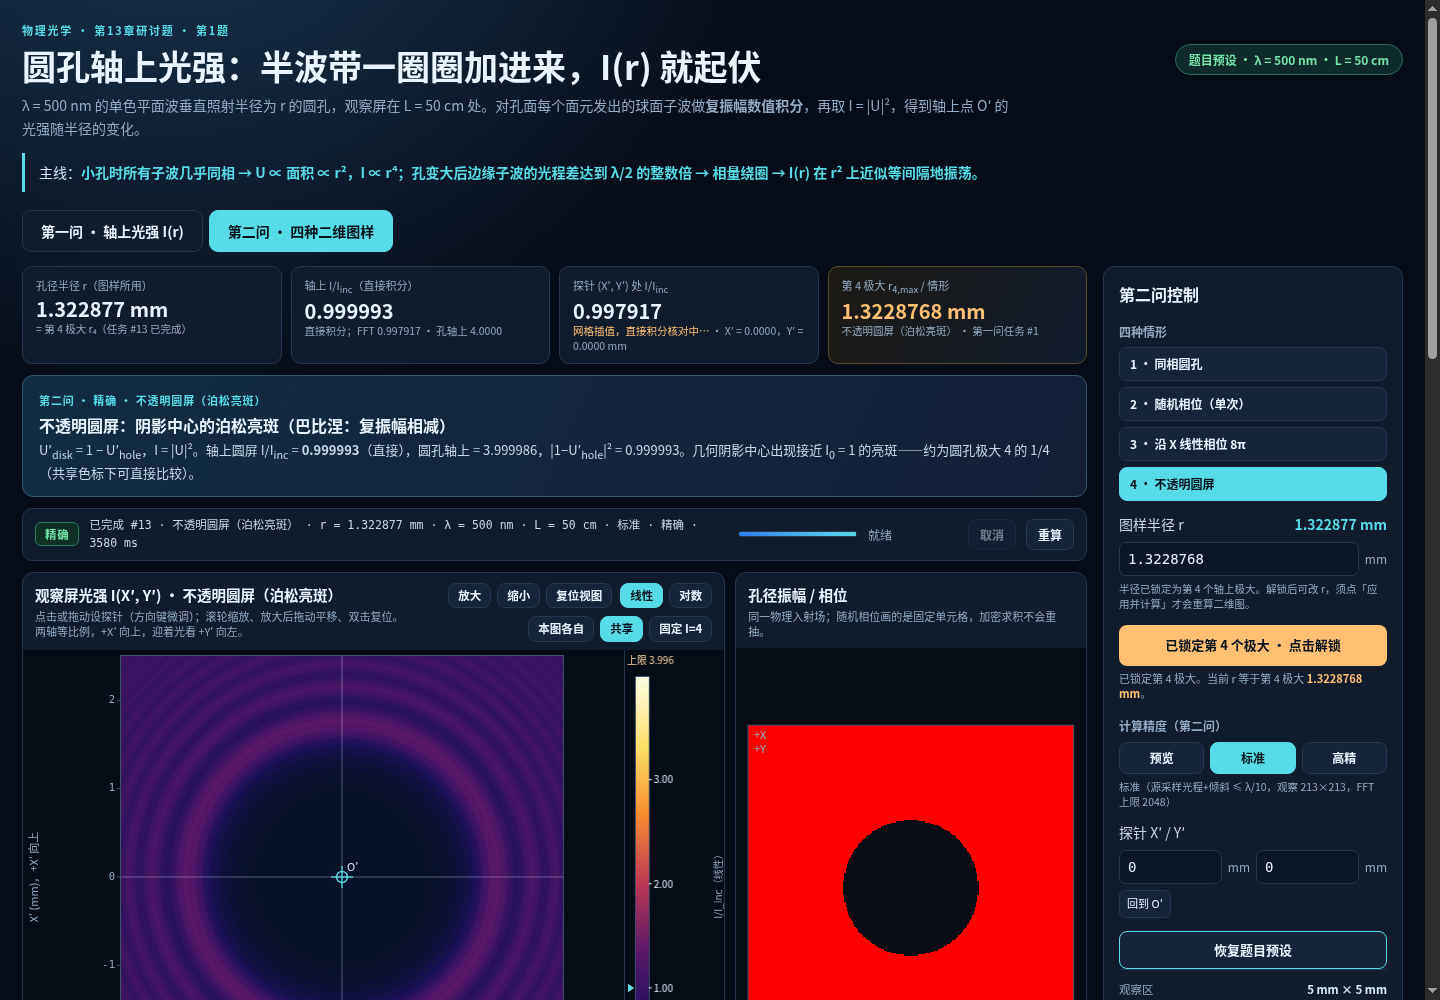 物理光学 · 第13章研讨题 · 第1题
圆孔轴上光强：半波带一圈圈加进来，I(r) 就起伏
题目预设 · λ = 500 nm · L = 50 cm
λ = 500 nm 的单色平面波垂直照射半径为 r 的圆孔，观察屏在 L = 50 cm 处。对孔面每个面元发出的球面子波做复振幅数值积分，再取 I = |U|²，得到轴上点 O′ 的
光强随半径的变化。
主线：小孔时所有子波几乎同相 → U ∝ 面积 ∝ r²，I ∝ r⁴；孔变大后边缘子波的光程差达到 λ/2 的整数倍 → 相量绕圈 → I(r) 在 r² 上近似等间隔地振荡。
第一问 · 轴上光强 I(r)
第二问 · 四种二维图样
孔径半径 r（图样所用）
1.322877 mm
= 第 4 极大 r₄（任务 #13 已完成）
轴上 I/Iinc（直接积分）
0.999993
直接积分；FFT 0.997917 · 孔轴上 4.0000
探针 (X′, Y′) 处 I/Iinc
0.997917
网格插值，直接积分核对中… · X′ = 0.0000，Y′ =
0.0000 mm
第 4 极大 r4,max / 情形
1.3228768 mm
不透明圆屏（泊松亮斑） · 第一问任务 #1
第二问 · 精确 · 不透明圆屏（泊松亮斑）
不透明圆屏：阴影中心的泊松亮斑（巴比涅：复振幅相减）
U′disk = 1 − U′hole，I = |U|²。轴上圆屏 I/Iinc = 0.999993（直接），圆孔轴上 = 3.999986，|1−U′hole|² = 0.999993。几何阴影中心出现接近 I₀ = 1 的亮斑——约为圆孔极大 4 的 1/4
（共享色标下可直接比较）。
精确
已完成 #13 · 不透明圆屏（泊松亮斑） · r = 1.322877 mm · λ = 500 nm · L = 50 cm · 标准 · 精确 ·
3580 ms
就绪
取消
重算
观察屏光强 I(X′, Y′) · 不透明圆屏（泊松亮斑）
点击或拖动设探针（方向键微调）；滚轮缩放、放大后拖动平移、双击复位。
两轴等比例，+X′ 向上，迎着光看 +Y′ 向左。
放大
缩小
复位视图
线性
对数
本图各自
共享
固定 I=4
上限 3.996
2
1
0
-1
X′ (mm)，+X′ 向上
O′
3.00
2.00
1.00
I/I_inc（线性）
孔径振幅 / 相位
同一物理入射场；随机相位画的是固定单元格，加密求积不会重
抽。
+X
+Y
第二问控制
四种情形
1 · 同相圆孔
2 · 随机相位（单次）
3 · 沿 X 线性相位 8π
4 · 不透明圆屏
图样半径 r
1.322877 mm
1.3228768
mm
半径已锁定为第 4 个轴上极大。解锁后可改 r，须点「应
用并计算」才会重算二维图。
已锁定第 4 个极大 · 点击解锁
已锁定第 4 极大。当前 r 等于第 4 极大 1.3228768
mm。
计算精度（第二问）
预览
标准
高精
标准（源采样光程+倾斜 ≤ λ/10，观察 213×213，FFT
上限 2048）
探针 X′ / Y′
0
mm
0
mm
回到 O′
恢复题目预设
观察区
5 mm × 5 mm